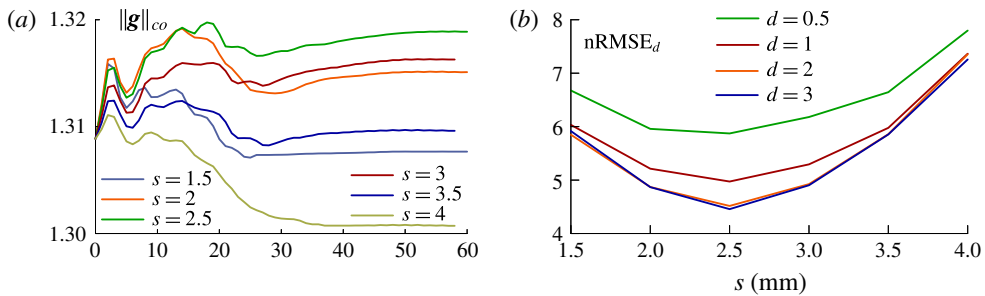 (a)
‖g‖co
1.32
1.31
1.30
s = 1.5
s = 2
s = 2.5
s = 3
s = 3.5
s = 4
0 10 20 30 40 50 60
(b)
nRMSEd
d = 0.5
d = 1
d = 2
d = 3
8
7
6
5
4
1.5 2.0 2.5 3.0 3.5 4.0
s (mm)